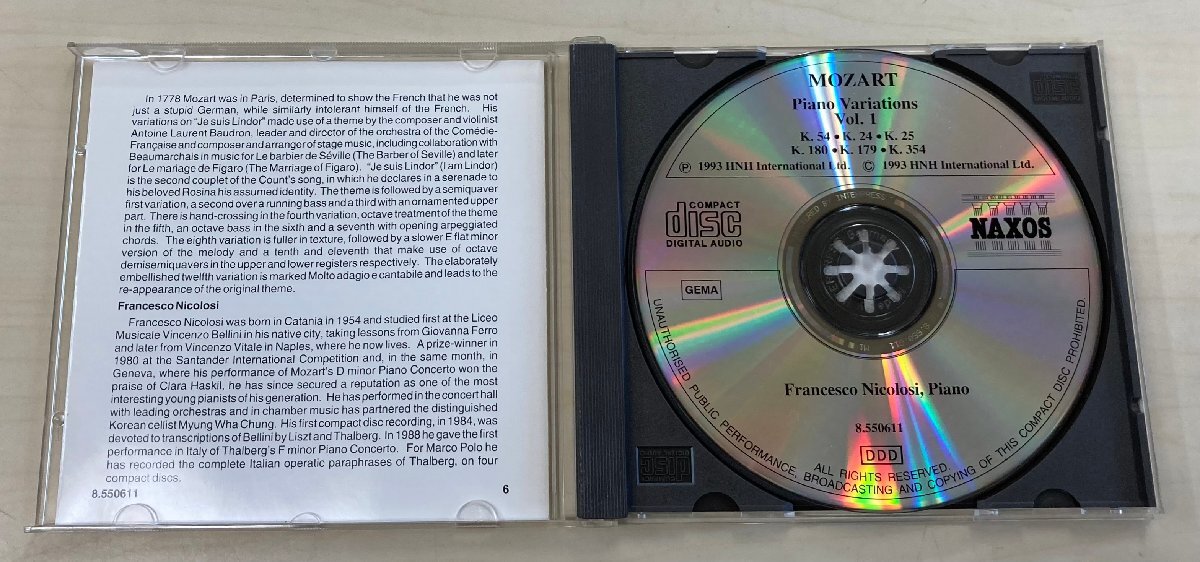 In 1778 Mozart was in Paris, determined to show the French that he was not
just a stupid German, while similarly intolerant himself of the French. His
variations on "Je suis Lindor" made use of a theme by the composer and violinist
Antoine Laurent Baudron, leader and director of the orchestra of the Comédie-
Française and composer and arranger of stage music, including collaboration with
Beaumarchais in music for Le barbier de Séville (The Barber of Seville) and later
for Le mariage de Figaro (The Marriage of Figaro). "Je suis Lindor" (I am Lindor)
is the second couplet of the Count's song, in which he declares in a serenade to
his beloved Rosina his assumed identity. The theme is followed by a semiquaver
first variation, a second over a running bass and a third with an ornamented upper
part. There is hand-crossing in the fourth variation, octave treatment of the theme
in the fifth, an octave bass in the sixth and a seventh with opening arpeggiated
chords. The eighth variation is fuller in texture, followed by a slower E flat minor
version of the melody and a tenth and eleventh that make use of octave
demisemiquavers in the upper and lower registers respectively. The elaborately
embellished twelfth variation is marked Molto adagio e cantabile and leads to the
re-appearance of the original theme.
Francesco Nicolosi
Francesco Nicolosi was born in Catania in 1954 and studied first at the Liceo
Musicale Vincenzo Bellini in his native city, taking lessons from Giovanna Ferro
and later from Vincenzo Vitale in Naples, where he now lives. A prize-winner in
1980 at the Santander International Competition and, in the same month, in
Geneva, where his performance of Mozart's D minor Piano Concerto won the
praise of Clara Haskil, he has since secured a reputation as one of the most
interesting young pianists of his generation. He has performed in the concert hall
with leading orchestras and in chamber music has partnered the distinguished
Korean cellist Myung Wha Chung. His first compact disc recording, in 1984, was
devoted to transcriptions of Bellini by Liszt and Thalberg. In 1988 he gave the first
performance in Italy of Thalberg's F minor Piano Concerto. For Marco Polo he
has recorded the complete Italian operatic paraphrases of Thalberg, on four
compact discs.
8.550611
6
MOZART
Piano Variations
Vol. 1
K. 54 • K. 24 • K. 25
K. 180 • K. 179 • K. 354
℗ 1993 HNH International Ltd. © 1993 HNH International Ltd.
COMPACT
disc
DIGITAL AUDIO
NAXOS
GEMA
Francesco Nicolosi, Piano
8.550611
DDD
ALL RIGHTS RESERVED.
UNAUTHORISED PUBLIC PERFORMANCE, BROADCASTING AND COPYING OF THIS COMPACT DISC PROHIBITED.
COMPACT
disc
DIGITAL AUDIO